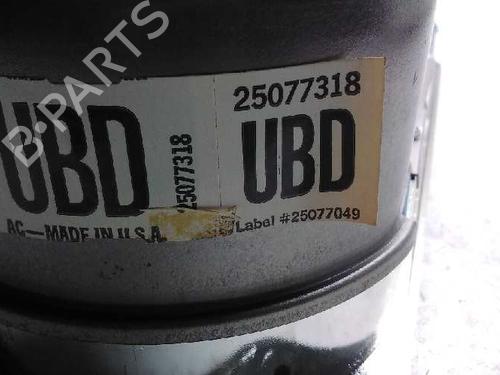 B-PARTS
UBD
25077318
25077318
UBD
AC—MADE IN U.S.A.
Label #25077049